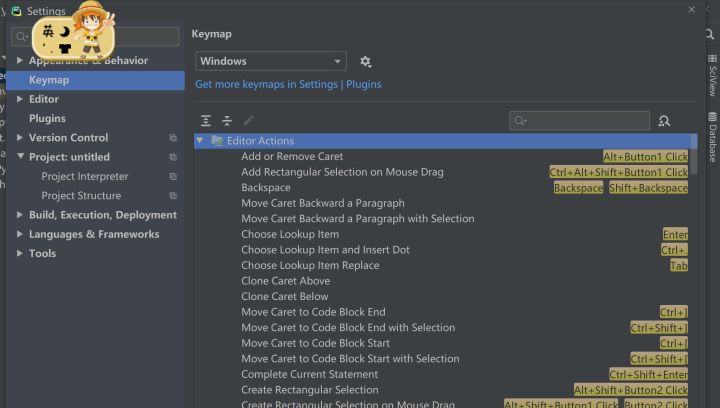 Settings
英
Appearance & Behavior
Keymap
Editor
Plugins
Version Control
Project: untitled
Project Interpreter
Project Structure
Build, Execution, Deployment
Languages & Frameworks
Tools
Keymap
Windows
Get more keymaps in Settings | Plugins
Editor Actions
Add or Remove Caret Alt+Button1 Click
Add Rectangular Selection on Mouse Drag Ctrl+Alt+Shift+Button1 Click
Backspace Backspace Shift+Backspace
Move Caret Backward a Paragraph
Move Caret Backward a Paragraph with Selection
Choose Lookup Item Enter
Choose Lookup Item and Insert Dot Ctrl+.
Choose Lookup Item Replace Tab
Clone Caret Above
Clone Caret Below
Move Caret to Code Block End Ctrl+]
Move Caret to Code Block End with Selection Ctrl+Shift+]
Move Caret to Code Block Start Ctrl+[
Move Caret to Code Block Start with Selection Ctrl+Shift+[
Complete Current Statement Ctrl+Shift+Enter
Create Rectangular Selection Alt+Shift+Button2 Click
Create Rectangular Selection on Mouse Drag Alt+Shift+Button1 Click Button2 Click
SciView
Database